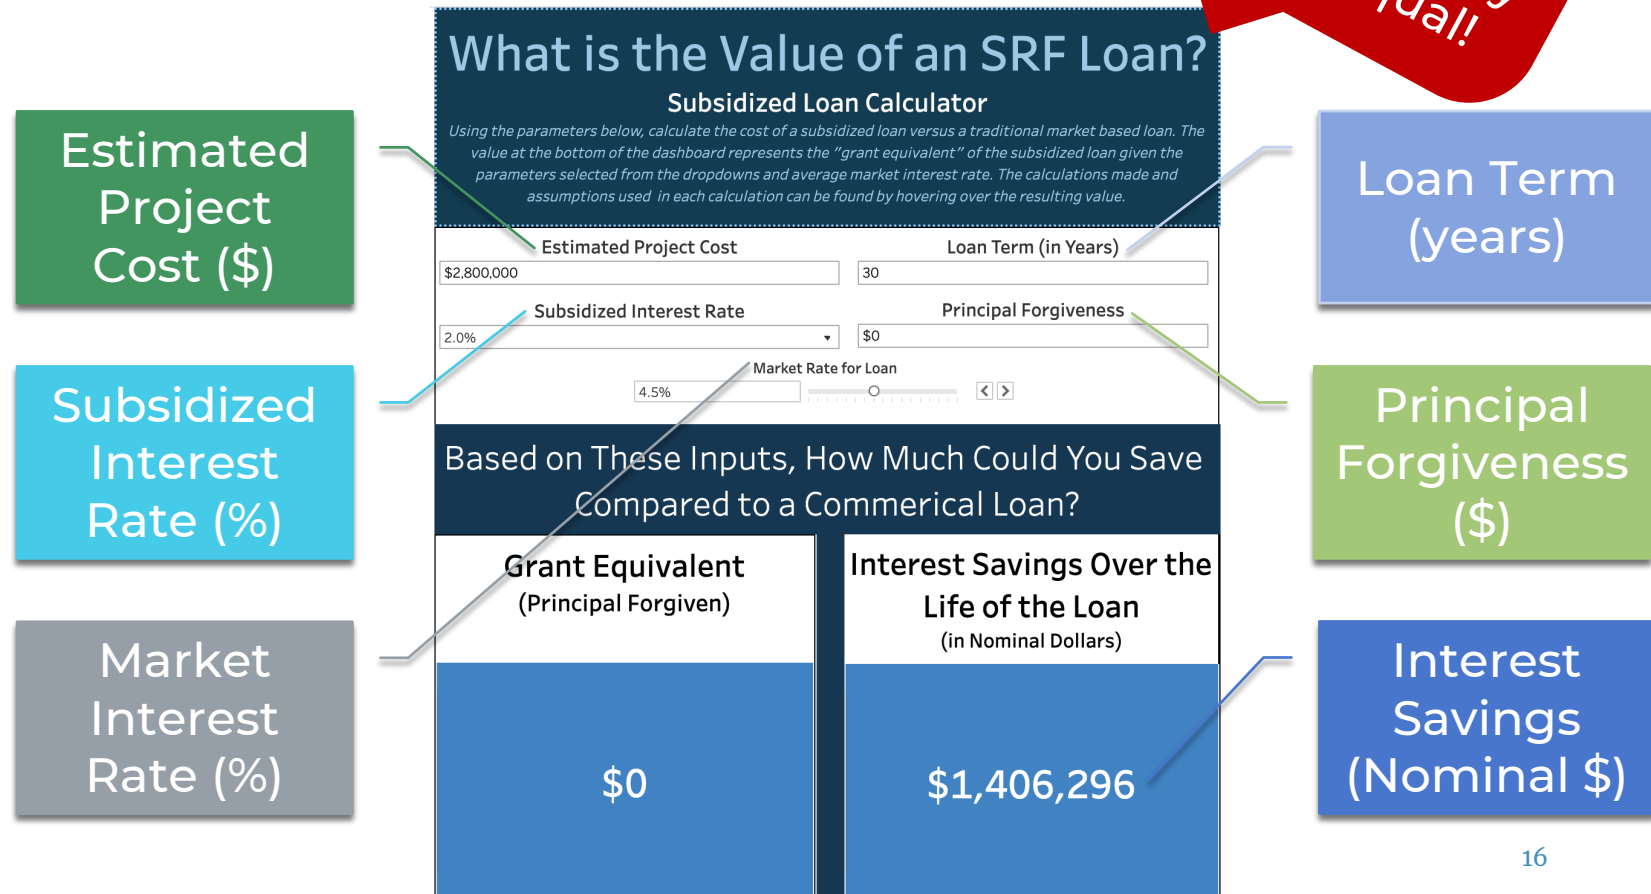 What is the Value of an SRF Loan?
Subsidized Loan Calculator
Using the parameters below, calculate the cost of a subsidized loan versus a traditional market based loan. The
value at the bottom of the dashboard represents the "grant equivalent" of the subsidized loan given the
parameters selected from the dropdowns and average market interest rate. The calculations made and
assumptions used in each calculation can be found by hovering over the resulting value.
Estimated
Project
Cost ($)
Subsidized
Interest
Rate (%)
Market
Interest
Rate (%)
Estimated Project Cost
$2,800,000
Loan Term (in Years)
30
Subsidized Interest Rate
2.0%
Principal Forgiveness
$0
Market Rate for Loan
4.5%
Based on These Inputs, How Much Could You Save
Compared to a Commerical Loan?
Grant Equivalent
(Principal Forgiven)
$0
Interest Savings Over the
Life of the Loan
(in Nominal Dollars)
$1,406,296
Loan Term
(years)
Principal
Forgiveness
($)
Interest
Savings
(Nominal $)
16